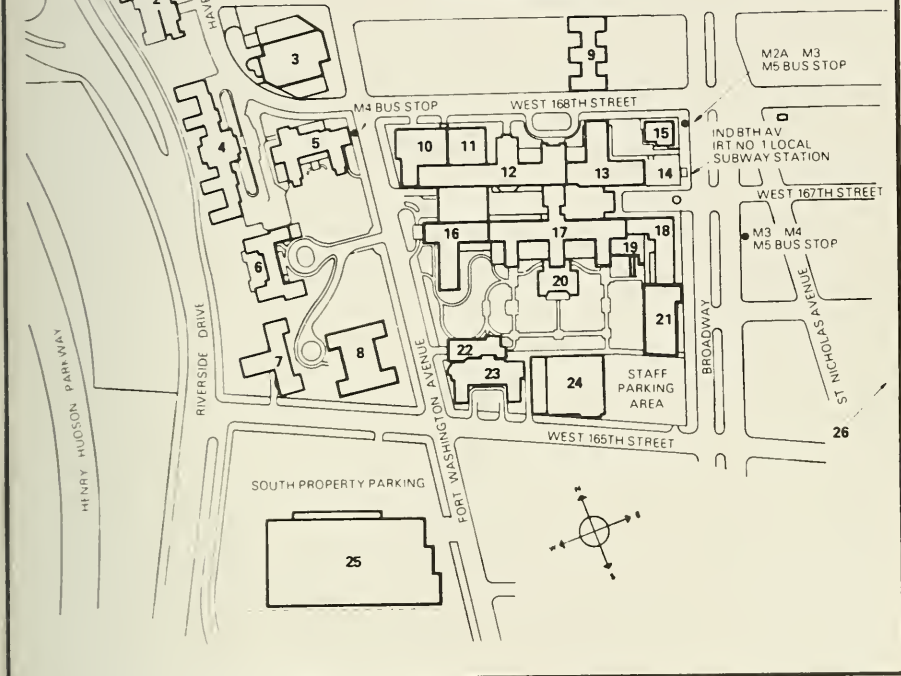 2
HAVE
3
9
M2A M3
M5 BUS STOP
M4 BUS STOP
WEST 168TH STREET
4
5
10
11
12
13
15
14
IND 8TH AV
IRT NO 1 LOCAL
SUBWAY STATION
WEST 167TH STREET
16
17
18
19
20
M3 M4
M5 BUS STOP
6
7
8
21
22
23
24
STAFF
PARKING
AREA
BROADWAY
ST NICHOLAS AVENUE
RIVERSIDE DRIVE
HENRY HUDSON PARKWAY
FORT WASHINGTON AVENUE
26
WEST 165TH STREET
SOUTH PROPERTY PARKING
25
N
E
S
W